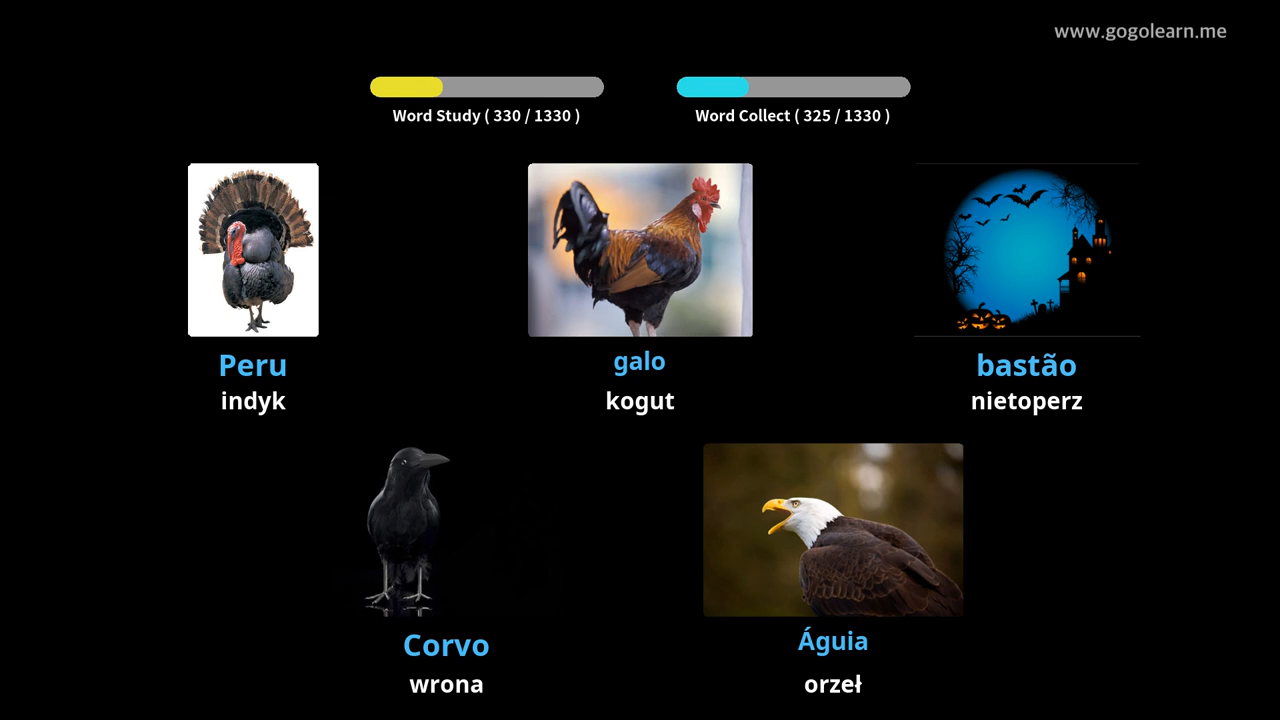 www.gogolearn.me
Word Study ( 330 / 1330 )
Word Collect ( 325 / 1330 )
Peru
indyk
galo
kogut
bastão
nietoperz
Corvo
wrona
Águia
orzeł